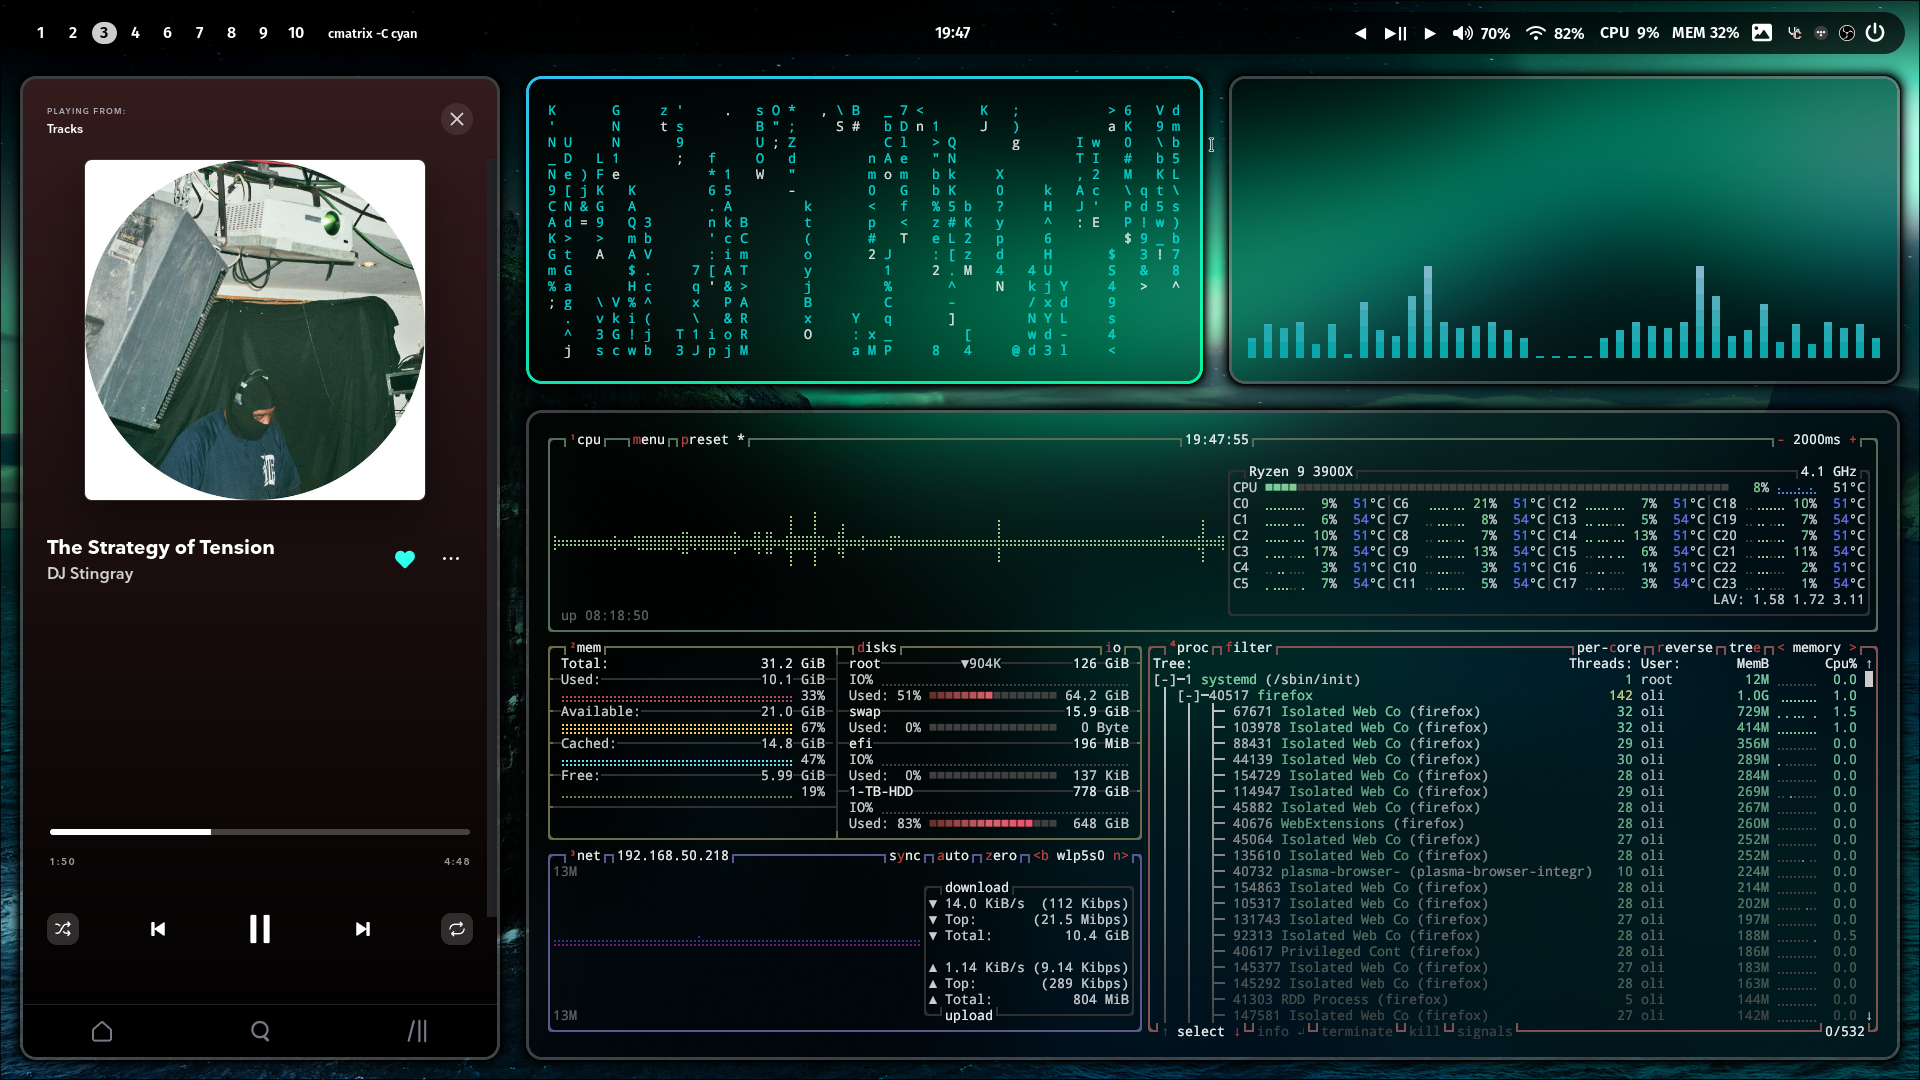 1 2 3 4 6 7 8 9 10 cmatrix -C cyan
19:47
70% 82% CPU 9% MEM 32%
PLAYING FROM:
Tracks
The Strategy of Tension
DJ Stingray
1:50 4:48
¹cpu menu preset * 19:47:55 - 2000ms +
Ryzen 9 3900X 4.1 GHz
CPU 8% 51°C
C0 9% 51°C C6 21% 51°C C12 7% 51°C C18 10% 51°C
C1 6% 54°C C7 8% 54°C C13 5% 54°C C19 7% 54°C
C2 10% 54°C C8 7% 54°C C14 13% 54°C C20 7% 51°C
C3 17% 54°C C9 13% 54°C C15 6% 54°C C21 11% 54°C
C4 3% 51°C C10 3% 51°C C16 1% 51°C C22 2% 51°C
C5 7% 54°C C11 5% 54°C C17 3% 54°C C23 1% 54°C
LAV: 1.58 1.72 3.11
up 08:18:50
²mem
Total: 31.2 GiB
Used: 10.1 GiB
33%
Available: 21.0 GiB
67%
Cached: 14.8 GiB
47%
Free: 5.99 GiB
19%
disks io
root ▼904K 126 GiB
IO%
Used: 51% 64.2 GiB
swap 15.9 GiB
Used: 0% 0 Byte
efi 196 MiB
IO%
Used: 0% 137 KiB
1-TB-HDD 778 GiB
IO%
Used: 83% 648 GiB
³net 192.168.50.218 sync auto zero <b wlp5s0 n>
13M
download
▼ 14.0 KiB/s (112 Kibps)
▼ Top: (21.5 Mibps)
▼ Total: 10.4 GiB
▲ 1.14 KiB/s (9.14 Kibps)
▲ Top: (289 Kibps)
▲ Total: 804 MiB
upload
13M
⁴proc filter per-core reverse tree < memory >
Tree: Threads: User: MemB Cpu% ↑
[-]─1 systemd (/sbin/init) 1 root 12M 0.0
[-]─40517 firefox 142 oli 1.0G 1.0
67671 Isolated Web Co (firefox) 32 oli 729M 1.5
103978 Isolated Web Co (firefox) 32 oli 414M 1.0
88431 Isolated Web Co (firefox) 29 oli 356M 0.0
44139 Isolated Web Co (firefox) 30 oli 289M 0.0
154729 Isolated Web Co (firefox) 28 oli 284M 0.0
114947 Isolated Web Co (firefox) 29 oli 269M 0.0
45882 Isolated Web Co (firefox) 28 oli 267M 0.0
40676 WebExtensions (firefox) 28 oli 260M 0.0
45064 Isolated Web Co (firefox) 27 oli 252M 0.0
135610 Isolated Web Co (firefox) 28 oli 252M 0.0
40732 plasma-browser- (plasma-browser-integr) 10 oli 224M 0.0
154863 Isolated Web Co (firefox) 28 oli 214M 0.0
105317 Isolated Web Co (firefox) 28 oli 202M 0.0
131743 Isolated Web Co (firefox) 27 oli 197M 0.0
92313 Isolated Web Co (firefox) 28 oli 188M 0.5
40617 Privileged Cont (firefox) 28 oli 186M 0.0
145377 Isolated Web Co (firefox) 27 oli 183M 0.0
145292 Isolated Web Co (firefox) 28 oli 163M 0.0
41303 RDD Process (firefox) 5 oli 144M 0.0
147581 Isolated Web Co (firefox) 27 oli 142M 0.0 ↓
↑ select ↓ info ↲ terminate kill signals 0/532